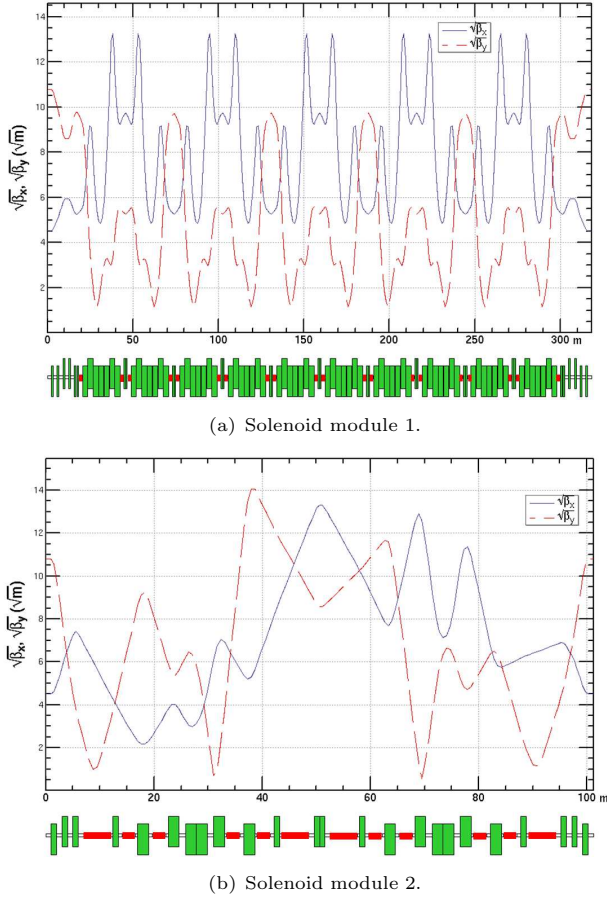 14
12
10
8
6
4
2
√βx, √βy (√m)
√βx
√βy
0 50 100 150 200 250 300 m
(a) Solenoid module 1.
14
12
10
8
6
4
2
√βx, √βy (√m)
√βx
√βy
0 20 40 60 80 100 m
(b) Solenoid module 2.